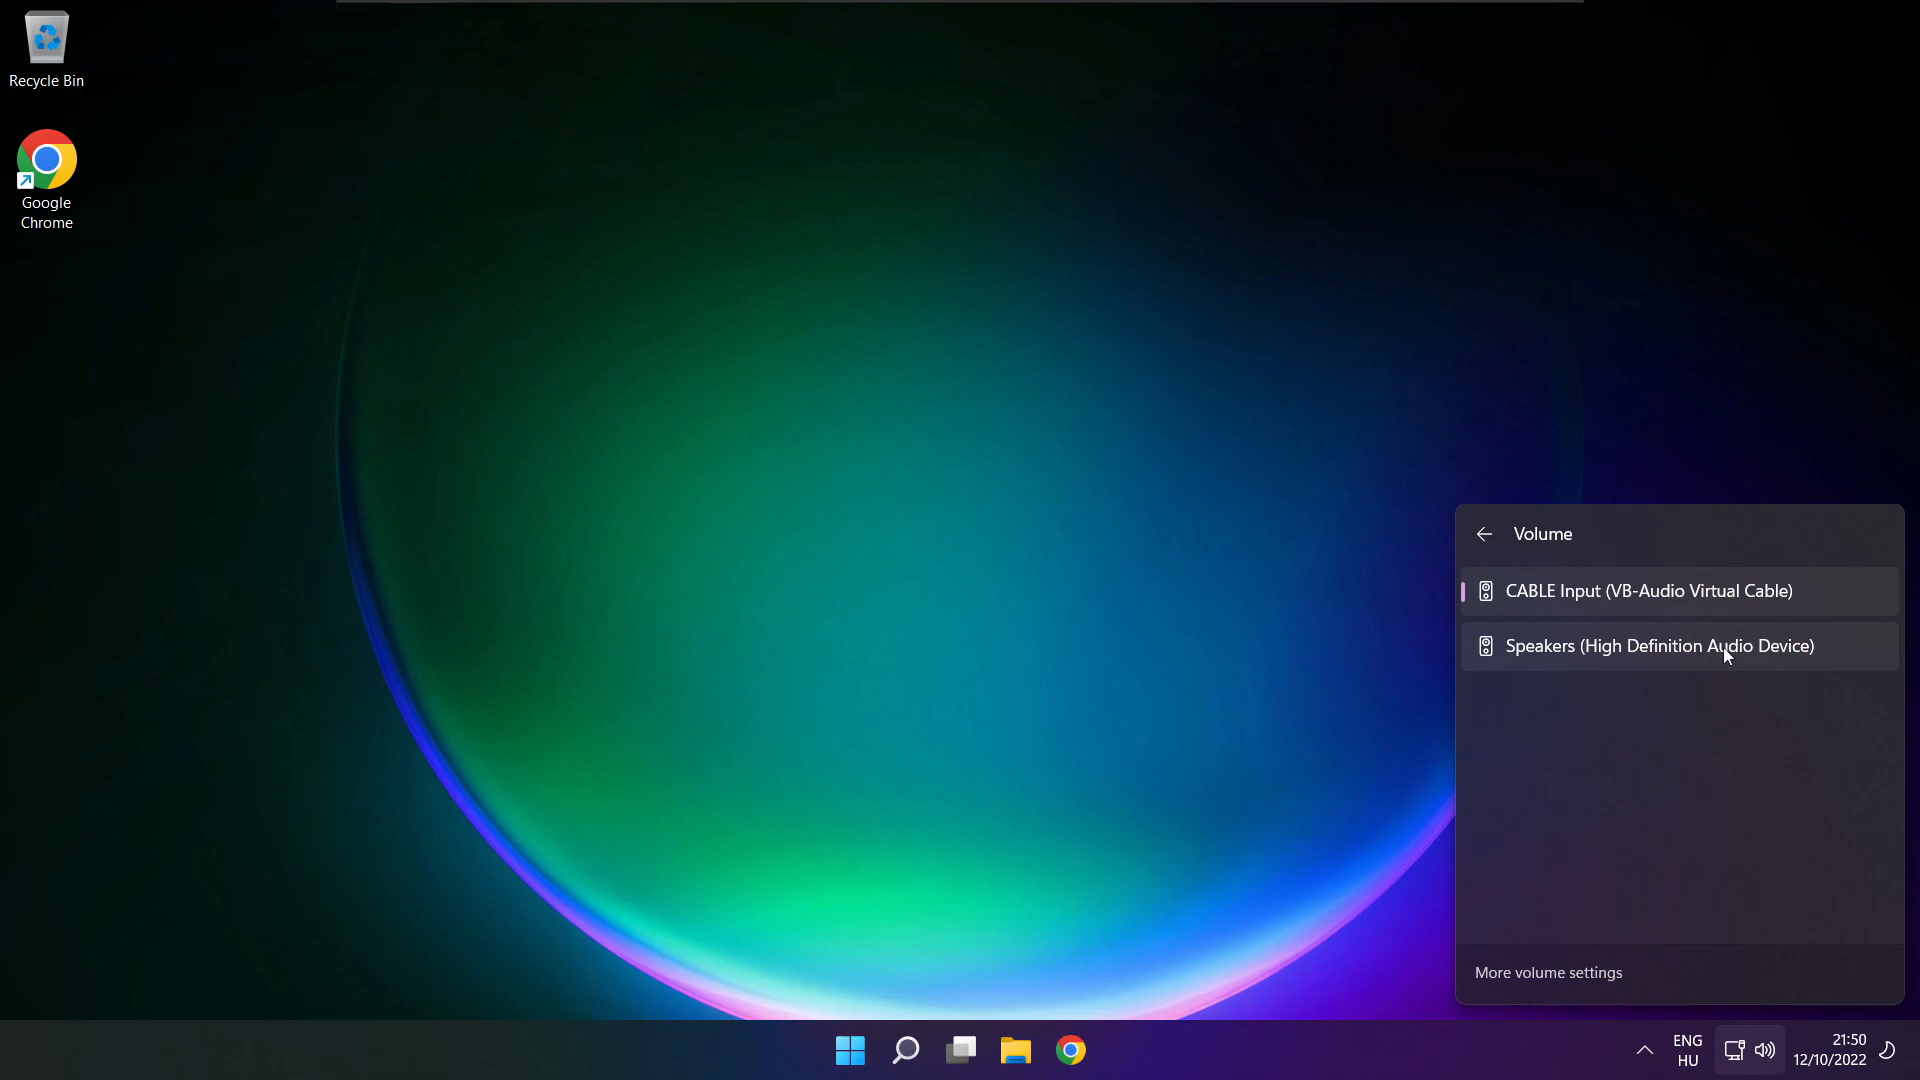 Recycle Bin
Google
Chrome
Volume
CABLE Input (VB-Audio Virtual Cable)
Speakers (High Definition Audio Device)
More volume settings
ENG
HU
21:50
12/10/2022